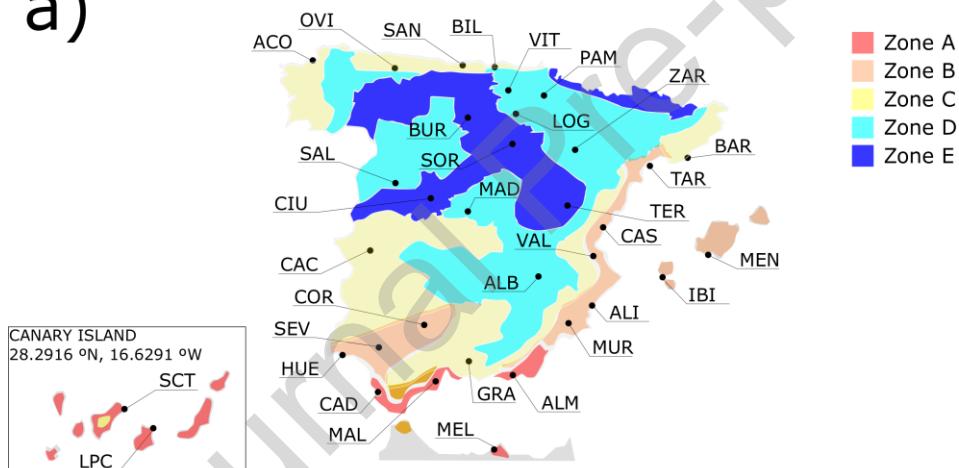 a)
OVI
SAN
BIL
VIT
PAM
ZAR
ACO
BUR
LOG
SAL
SOR
MAD
BAR
TAR
CIU
TER
CAS
VAL
MEN
CAC
ALB
IBI
COR
ALI
SEV
MUR
HUE
GRA
CAD
ALM
MAL
MEL
Zone A
Zone B
Zone C
Zone D
Zone E
CANARY ISLAND
28.2916 ºN, 16.6291 ºW
SCT
LPC
urnal Pre-p